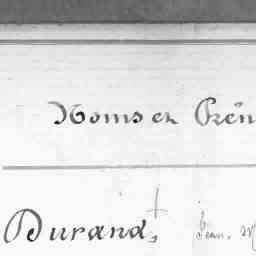 Noms et Prén
Durand, Jean. M